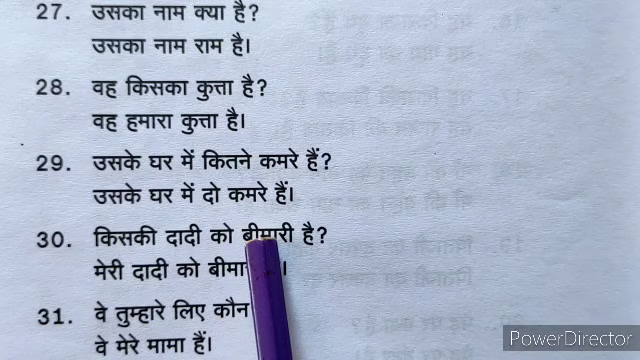 27. उसका नाम क्या है?
उसका नाम राम है।
28. वह किसका कुत्ता है?
वह हमारा कुत्ता है।
29. उसके घर में कितने कमरे हैं?
उसके घर में दो कमरे हैं।
30. किसकी दादी को बीमारी है?
मेरी दादी को
31. वे तुम्हारे लिए कौन
वे मेरे मामा हैं।
PowerDirector